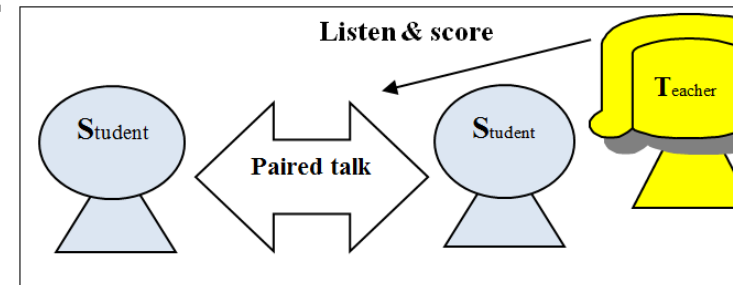 Listen & score
Student
Paired talk
Student
Teacher